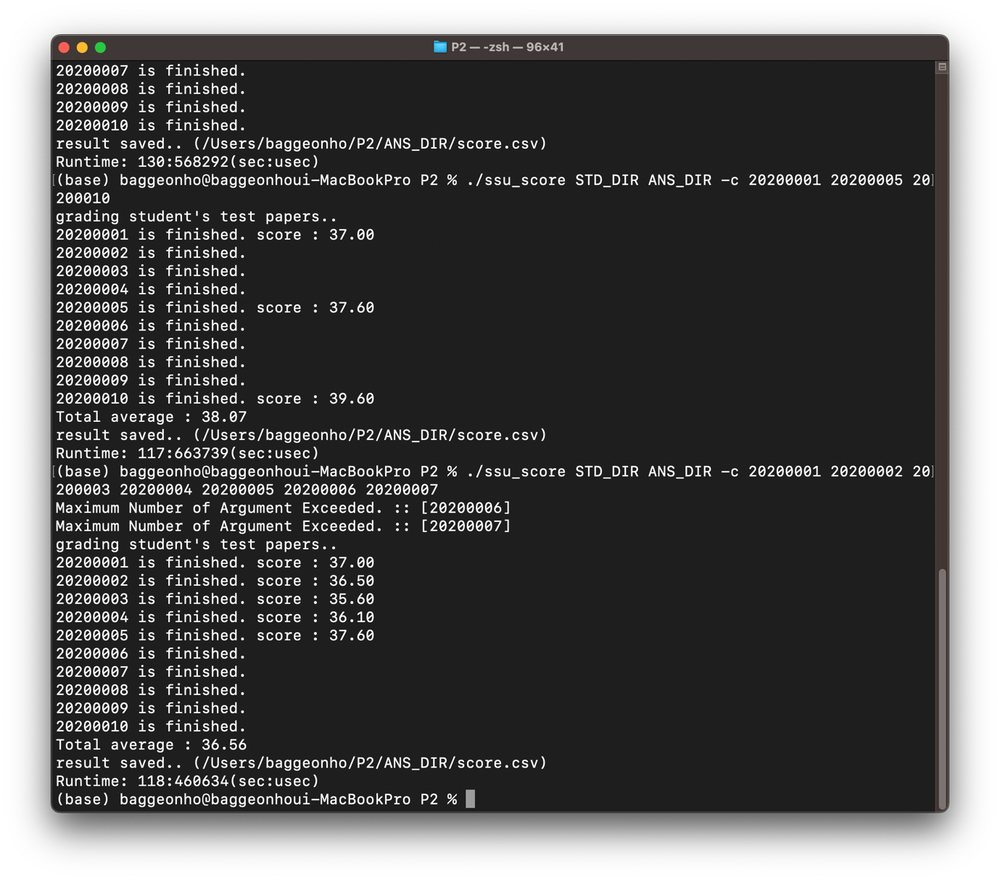 P2 — -zsh — 96×41
20200007 is finished.
20200008 is finished.
20200009 is finished.
20200010 is finished.
result saved.. (/Users/baggeonho/P2/ANS_DIR/score.csv)
Runtime: 130:568292(sec:usec)
[(base) baggeonho@baggeonhoui-MacBookPro P2 % ./ssu_score STD_DIR ANS_DIR -c 20200001 20200005 20]
200010
grading student's test papers..
20200001 is finished. score : 37.00
20200002 is finished.
20200003 is finished.
20200004 is finished.
20200005 is finished. score : 37.60
20200006 is finished.
20200007 is finished.
20200008 is finished.
20200009 is finished.
20200010 is finished. score : 39.60
Total average : 38.07
result saved.. (/Users/baggeonho/P2/ANS_DIR/score.csv)
Runtime: 117:663739(sec:usec)
[(base) baggeonho@baggeonhoui-MacBookPro P2 % ./ssu_score STD_DIR ANS_DIR -c 20200001 20200002 20]
200003 20200004 20200005 20200006 20200007
Maximum Number of Argument Exceeded. :: [20200006]
Maximum Number of Argument Exceeded. :: [20200007]
grading student's test papers..
20200001 is finished. score : 37.00
20200002 is finished. score : 36.50
20200003 is finished. score : 35.60
20200004 is finished. score : 36.10
20200005 is finished. score : 37.60
20200006 is finished.
20200007 is finished.
20200008 is finished.
20200009 is finished.
20200010 is finished.
Total average : 36.56
result saved.. (/Users/baggeonho/P2/ANS_DIR/score.csv)
Runtime: 118:460634(sec:usec)
(base) baggeonho@baggeonhoui-MacBookPro P2 %